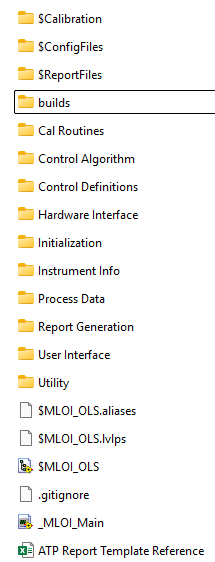 $Calibration
$ConfigFiles
$ReportFiles
builds
Cal Routines
Control Algorithm
Control Definitions
Hardware Interface
Initialization
Instrument Info
Process Data
Report Generation
User Interface
Utility
$MLOI_OLS.aliases
$MLOI_OLS.lvlps
$MLOI_OLS
.gitignore
_MLOI_Main
ATP Report Template Reference